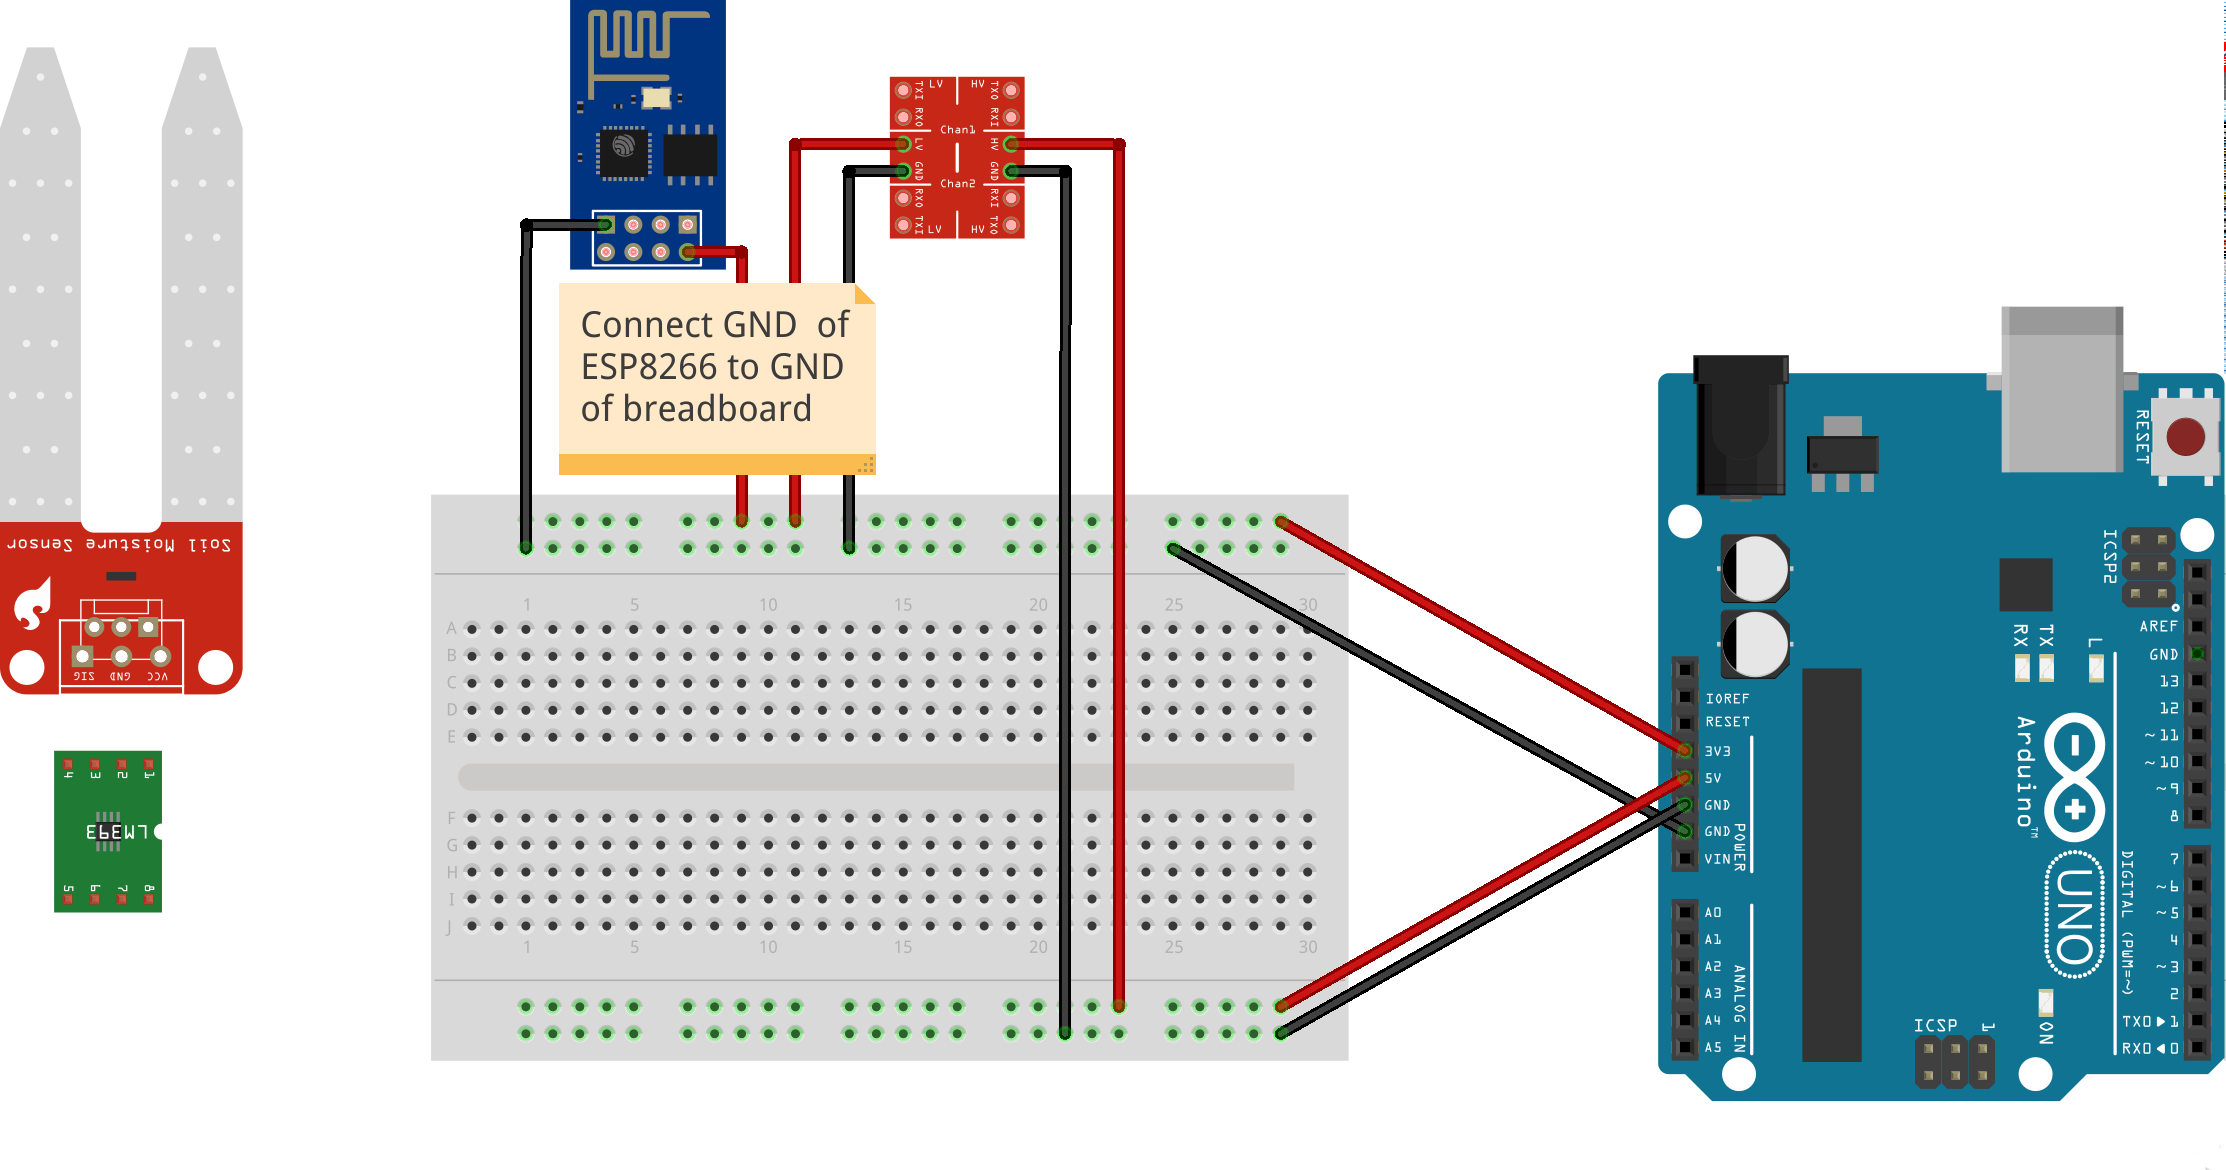 TXI
LV
HV
TXO
RXO
RXI
Chan1
LV
HV
GND
GND
Chan2
RXO
RXI
TXI
LV
HV
TXO
Connect GND of
ESP8266 to GND
of breadboard
Soil Moisture Sensor
SIG
GND
VCC
4
3
2
1
LM393
5
6
7
8
1
5
10
15
20
25
30
A
B
C
D
E
F
G
H
I
J
1
5
10
15
20
25
30
RESET
ICSP2
IOREF
RESET
3V3
5V
GND
GND
VIN
POWER
A0
A1
A2
A3
A4
A5
ANALOG IN
RX
TX
L
Arduino™
UNO
ON
ICSP
1
AREF
GND
13
12
~11
~10
~9
8
7
~6
~5
4
~3
2
TX0▶1
RX0◀0
DIGITAL (PWM=~)